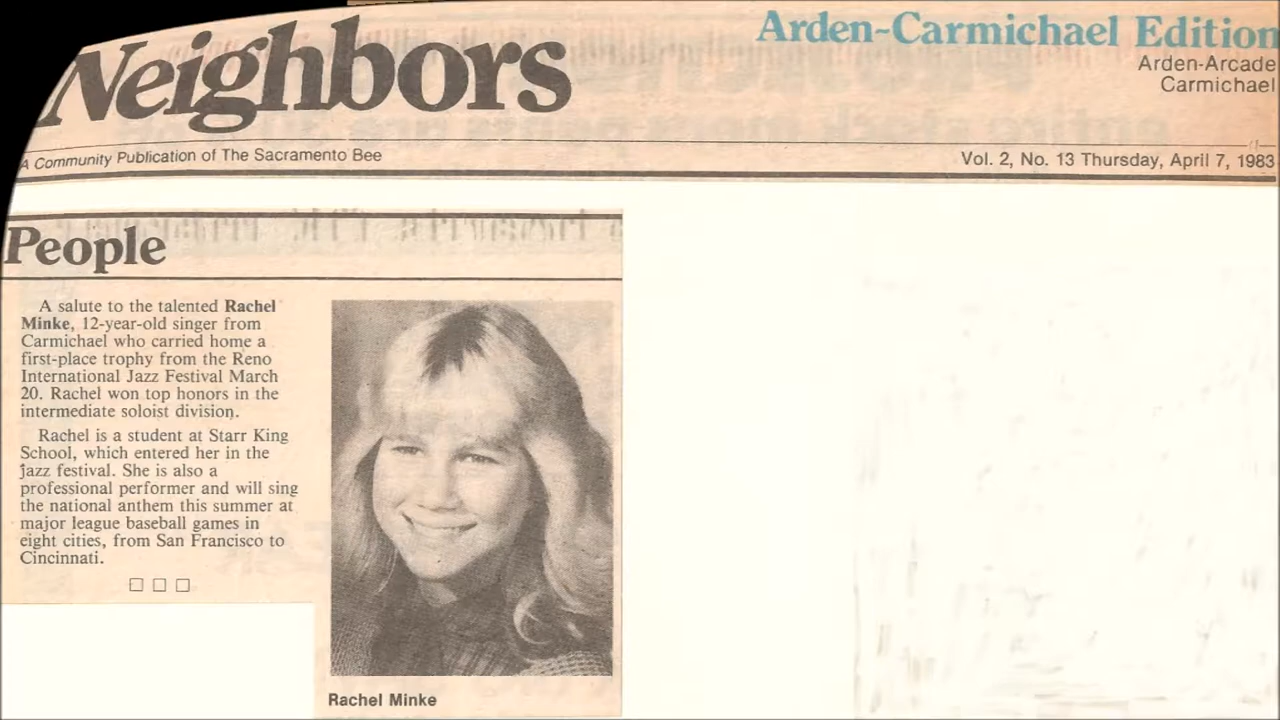 Neighbors
Arden-Carmichael Edition
Arden-Arcade
Carmichael
A Community Publication of The Sacramento Bee
Vol. 2, No. 13 Thursday, April 7, 1983
People
A salute to the talented Rachel
Minke, 12-year-old singer from
Carmichael who carried home a
first-place trophy from the Reno
International Jazz Festival March
20. Rachel won top honors in the
intermediate soloist division.
Rachel is a student at Starr King
School, which entered her in the
jazz festival. She is also a
professional performer and will sing
the national anthem this summer at
major league baseball games in
eight cities, from San Francisco to
Cincinnati.
Rachel Minke